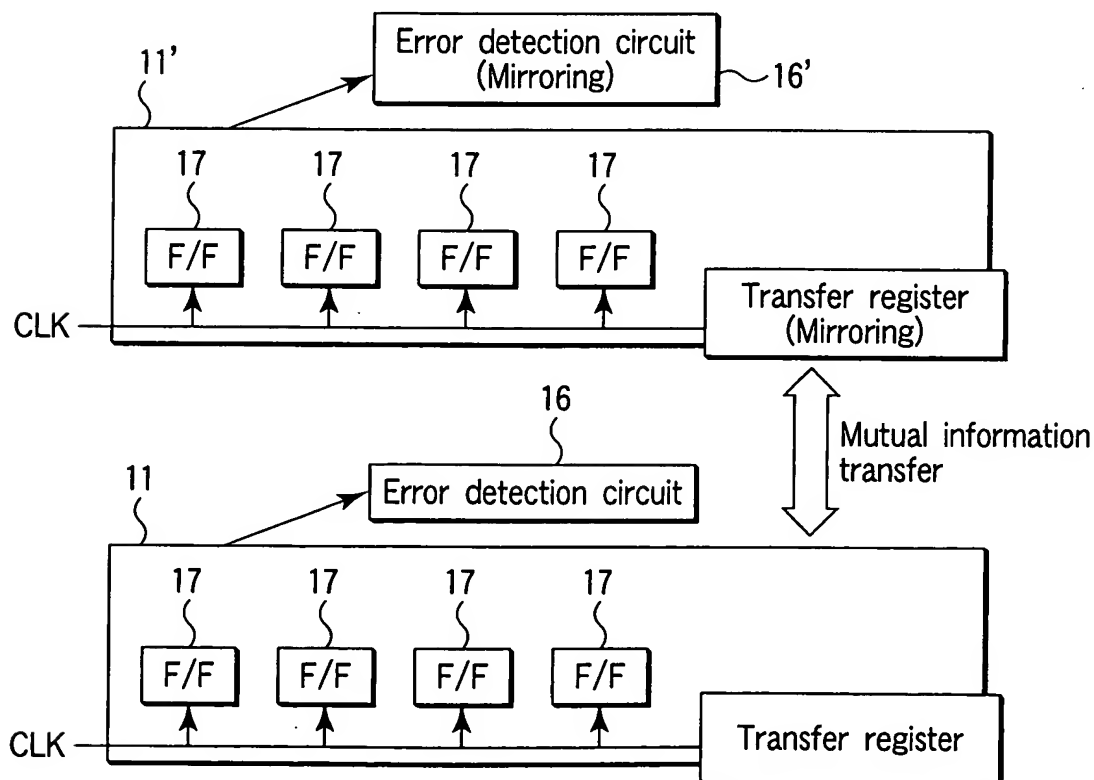 Error detection circuit
(Mirroring)
11'
16'
17 17 17 17
F/F F/F F/F F/F
CLK
Transfer register
(Mirroring)
16
Mutual information
transfer
Error detection circuit
11
17 17 17 17
F/F F/F F/F F/F
CLK
Transfer register